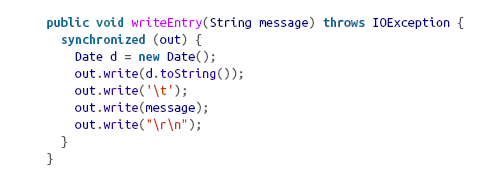 public void writeEntry(String message) throws IOException {
  synchronized (out) {
    Date d = new Date();
    out.write(d.toString());
    out.write('\t');
    out.write(message);
    out.write("\r\n");
  }
}